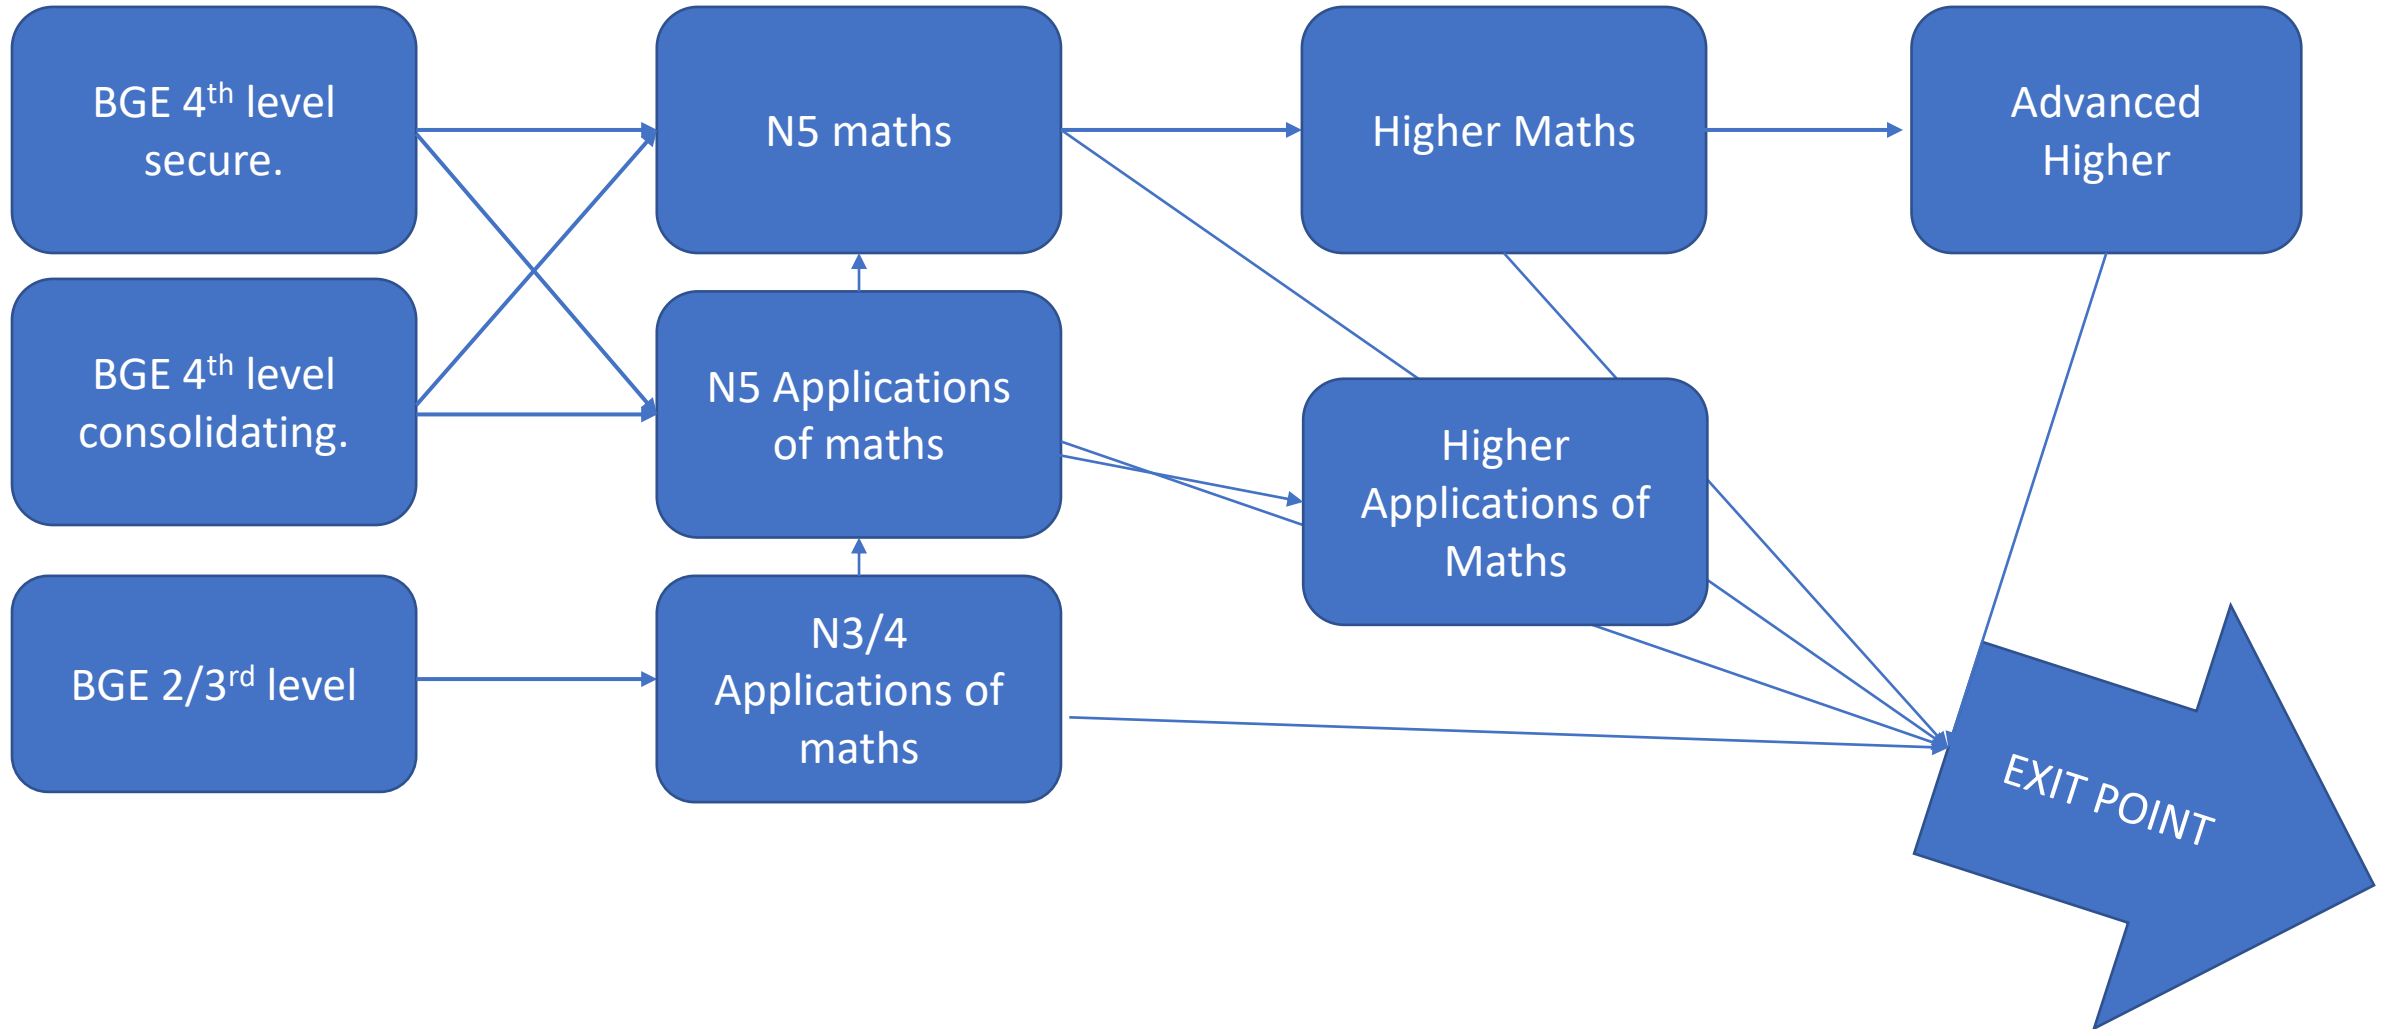 BGE 4th level
secure.
N5 maths
Higher Maths
Advanced
Higher
BGE 4th level
consolidating.
N5 Applications
of maths
Higher
Applications of
Maths
BGE 2/3rd level
N3/4
Applications of
maths
EXIT POINT